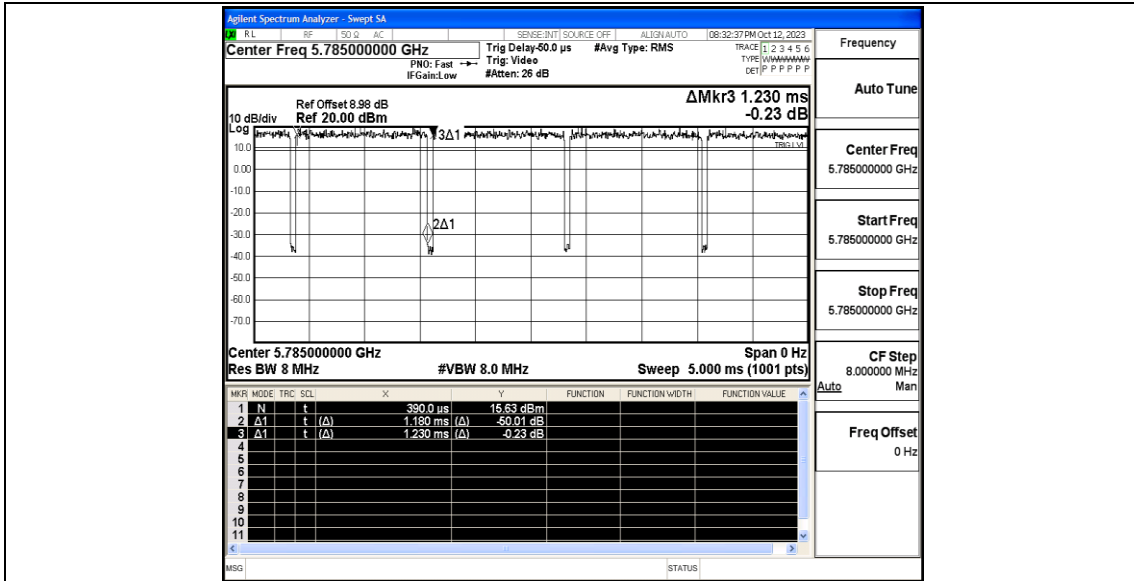 Agilent Spectrum Analyzer - Swept SA
LXI RL RF 50 Ω AC SENSE:INT SOURCE OFF ALIGNAUTO 08:32:37 PM Oct 12, 2023
Center Freq 5.785000000 GHz
PNO: Fast
IFGain:Low
Trig Delay-50.0 µs
Trig: Video
#Atten: 26 dB
#Avg Type: RMS
TRACE 1 2 3 4 5 6
TYPE WWWWWW
DET P P P P P P
ΔMkr3 1.230 ms
-0.23 dB
Ref Offset 8.98 dB
10 dB/div Ref 20.00 dBm
Log
3Δ1
TRIG LVL
10.0
0.00
-10.0
-20.0
2Δ1
-30.0
-40.0
-50.0
-60.0
-70.0
Center 5.785000000 GHz Span 0 Hz
Res BW 8 MHz #VBW 8.0 MHz Sweep 5.000 ms (1001 pts)
MKR MODE TRC SCL X Y FUNCTION FUNCTION WIDTH FUNCTION VALUE
1 N t 390.0 µs 15.63 dBm
2 Δ1 t (Δ) 1.180 ms (Δ) -50.01 dB
3 Δ1 t (Δ) 1.230 ms (Δ) -0.23 dB
4
5
6
7
8
9
10
11
MSG STATUS
Frequency
Auto Tune
Center Freq
5.785000000 GHz
Start Freq
5.785000000 GHz
Stop Freq
5.785000000 GHz
CF Step
8.000000 MHz
Auto Man
Freq Offset
0 Hz